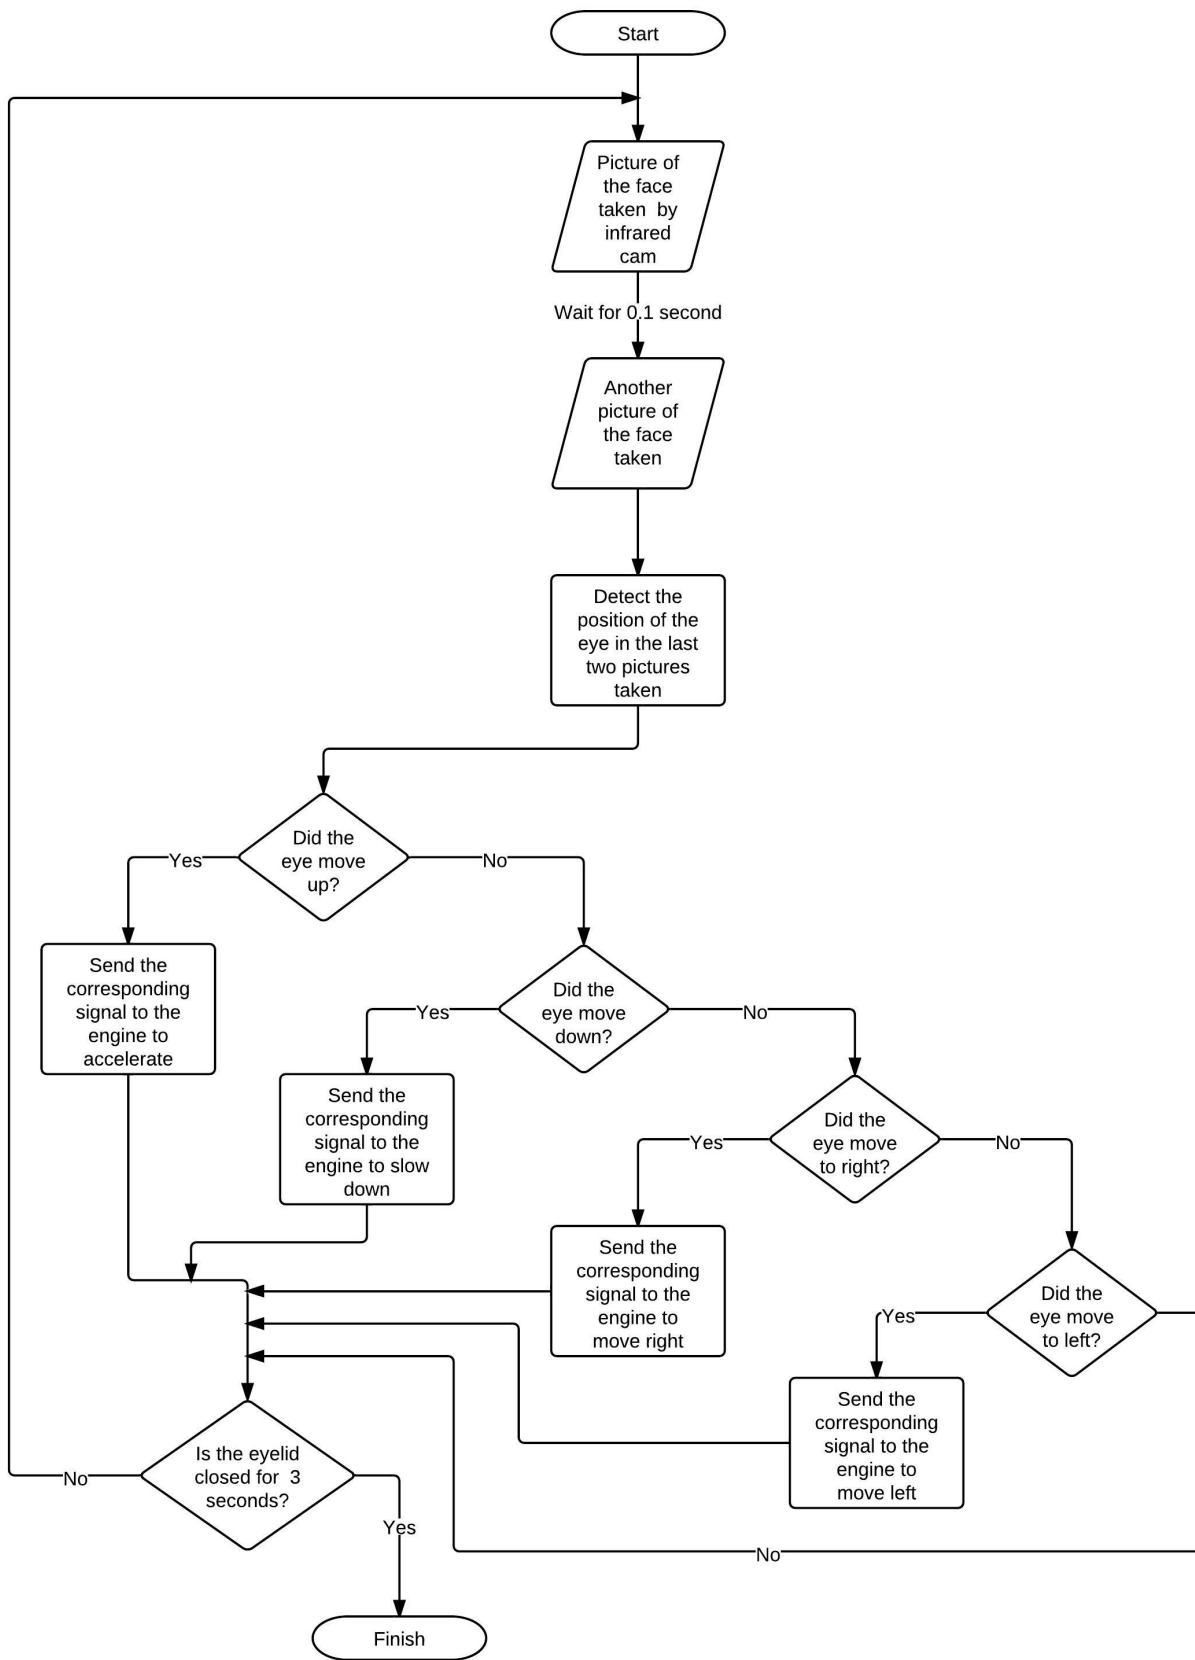 Start
Picture of
the face
taken  by
infrared
cam
Wait for 0.1 second
Another
picture of
the face
taken
Detect the
position of the
eye in the last
two pictures
taken
Did the
eye move
up?
Yes
No
Send the
corresponding
signal to the
engine to
accelerate
Did the
eye move
down?
Yes
No
Send the
corresponding
signal to the
engine to slow
down
Did the
eye move
to right?
Yes
No
Send the
corresponding
signal to the
engine to
move right
Did the
eye move
to left?
Yes
Send the
corresponding
signal to the
engine to
move left
No
Is the eyelid
closed for  3
seconds?
No
Yes
Finish